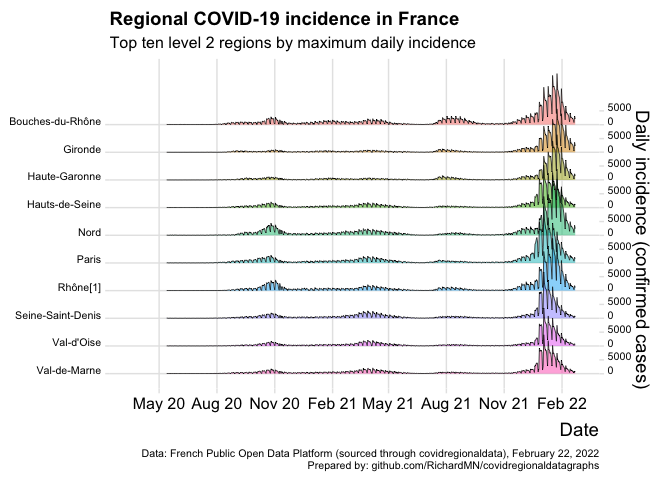 Regional COVID-19 incidence in France
Top ten level 2 regions by maximum daily incidence
Bouches-du-Rhône
Gironde
Haute-Garonne
Hauts-de-Seine
Nord
Paris
Rhône[1]
Seine-Saint-Denis
Val-d'Oise
Val-de-Marne
5000
0
5000
0
5000
0
5000
0
5000
0
5000
0
5000
0
5000
0
5000
0
5000
0
Daily incidence (confirmed cases)
May 20 Aug 20 Nov 20 Feb 21 May 21 Aug 21 Nov 21 Feb 22
Date
Data: French Public Open Data Platform (sourced through covidregionaldata), February 22, 2022
Prepared by: github.com/RichardMN/covidregionaldatagraphs